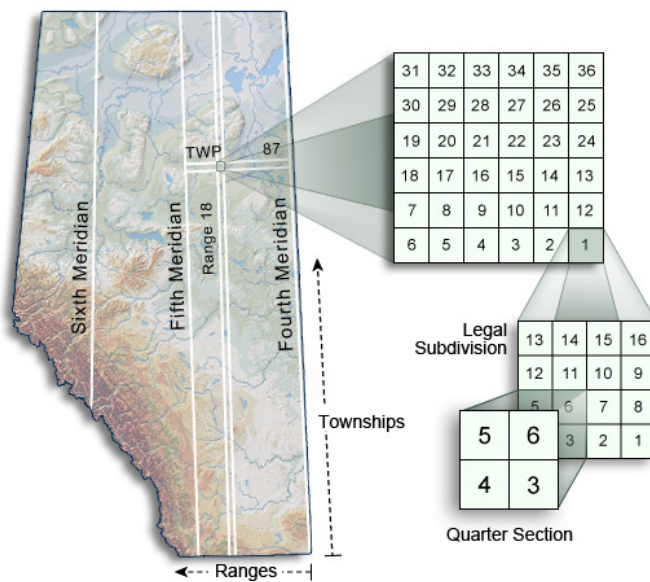 TWP
87
Range 18
Sixth Meridian
Fifth Meridian
Fourth Meridian
Townships
Ranges
31 32 33 34 35 36
30 29 28 27 26 25
19 20 21 22 23 24
18 17 16 15 14 13
7 8 9 10 11 12
6 5 4 3 2 1
Legal
Subdivision
13 14 15 16
12 11 10 9
5 6 7 8
3 2 1
5 6
4 3
Quarter Section